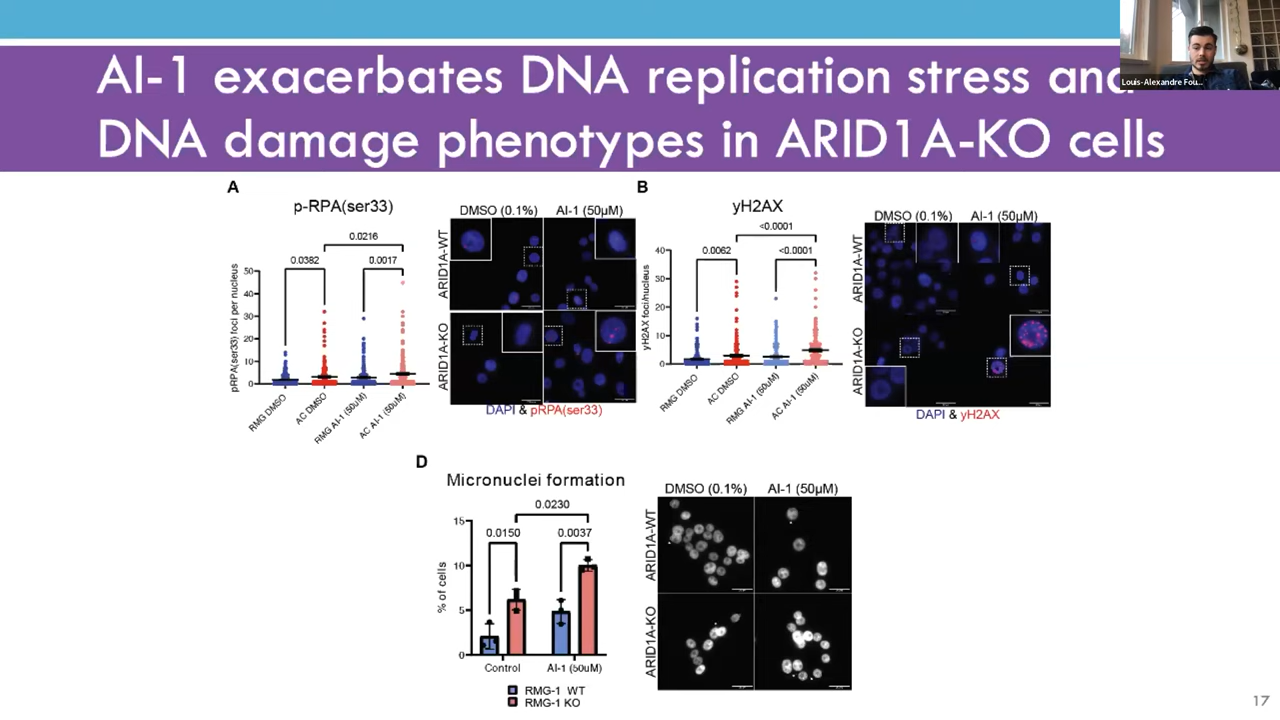 AI-1 exacerbates DNA replication stress and
DNA damage phenotypes in ARID1A-KO cells
Louis-Alexandre Fou...
A
p-RPA(ser33)
0.0216
0.0382
0.0017
pRPA(ser33) foci per nucleus
50
40
30
20
10
0
RMG DMSO
AC DMSO
RMG AI-1 (50uM)
AC AI-1 (50uM)
DMSO (0.1%)
AI-1 (50µM)
ARID1A-WT
ARID1A-KO
DAPI & pRPA(ser33)
B
yH2AX
<0.0001
0.0062
<0.0001
yH2AX foci/nucleus
40
30
20
10
0
RMG DMSO
AC DMSO
RMG AI-1 (50uM)
AC AI-1 (50uM)
DMSO (0.1%)
AI-1 (50µM)
ARID1A-WT
ARID1A-KO
DAPI & yH2AX
D
Micronuclei formation
0.0230
0.0150
0.0037
% of cells
15
10
5
0
Control
AI-1 (50uM)
RMG-1 WT
RMG-1 KO
DMSO (0.1%)
AI-1 (50µM)
ARID1A-WT
ARID1A-KO
17